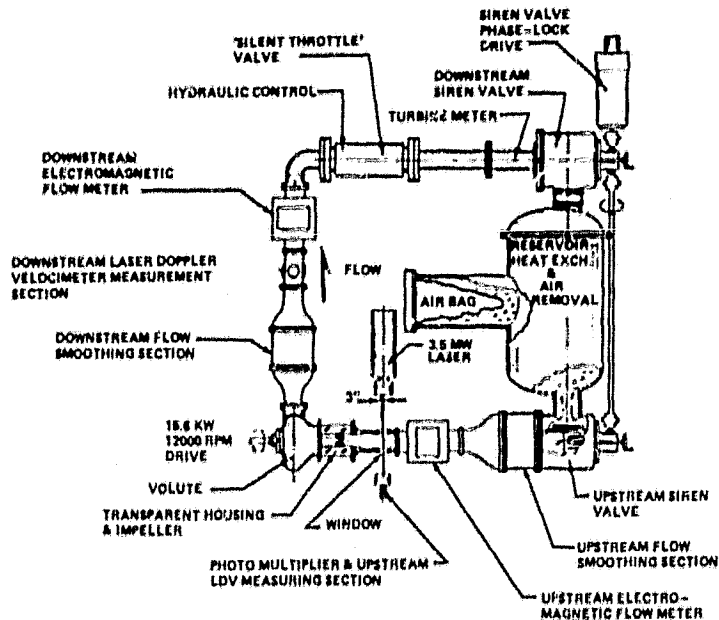 SIREN VALVE
PHASE-LOCK
DRIVE
'SILENT THROTTLE'
VALVE
DOWNSTREAM
SIREN VALVE
HYDRAULIC CONTROL
TURBINE METER
DOWNSTREAM
ELECTROMAGNETIC
FLOW METER
RESERVOIR
HEAT EXCH
&
AIR
REMOVAL
DOWNSTREAM LASER DOPPLER
VELOCIMETER MEASUREMENT
SECTION
FLOW
AIR BAG
DOWNSTREAM FLOW
SMOOTHING SECTION
3.5 MW
LASER
3"
15.6 KW
12000 RPM
DRIVE
VOLUTE
UPSTREAM SIREN
VALVE
TRANSPARENT HOUSING
& IMPELLER
WINDOW
UPSTREAM FLOW
SMOOTHING SECTION
PHOTO MULTIPLIER & UPSTREAM
LDV MEASURING SECTION
UPSTREAM ELECTRO-
MAGNETIC FLOW METER